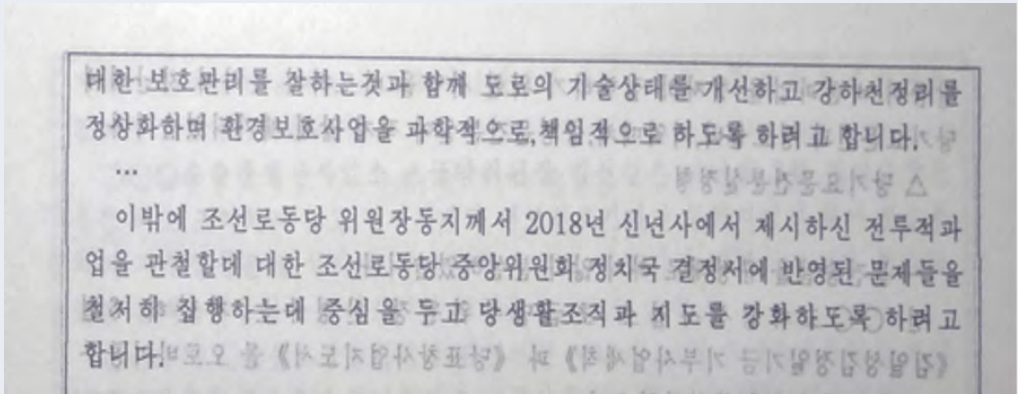 대한 보호관리를 잘하는것과 함께 도로의 기술상태를 개선하고 강하천정리를
정상화하며 환경보호사업을 과학적으로,책임적으로 하도록 하려고 합니다.
...
이밖에 조선로동당 위원장동지께서 2018년 신년사에서 제시하신 전투적과
업을 관철할데 대한 조선로동당 중앙위원회 정치국 결정서에 반영된 문제들을
철저히 집행하는데 중심을 두고 당생활조직과 지도를 강화하도록 하려고
합니다.